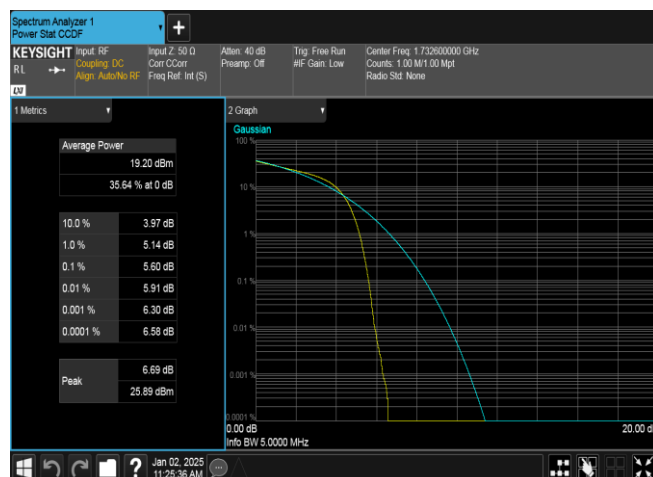 Spectrum Analyzer 1
Power Stat CCDF
+
KEYSIGHT
RL
Input: RF
Coupling: DC
Align: Auto/No RF
Input Z: 50 Ω
Corr CCorr
Freq Ref: Int (S)
Atten: 40 dB
Preamp: Off
Trig: Free Run
#IF Gain: Low
Center Freq: 1.732600000 GHz
Counts: 1.00 M/1.00 Mpt
Radio Std: None
LXI
1 Metrics
Average Power
19.20 dBm
35.64 % at 0 dB
10.0 % 3.97 dB
1.0 % 5.14 dB
0.1 % 5.60 dB
0.01 % 5.91 dB
0.001 % 6.30 dB
0.0001 % 6.58 dB
Peak
6.69 dB
25.89 dBm
2 Graph
Gaussian
100 %
10 %
1 %
0.1 %
0.01 %
0.001 %
0.0001 %
0.00 dB
20.00 d
Info BW 5.0000 MHz
?
Jan 02, 2025
11:25:36 AM